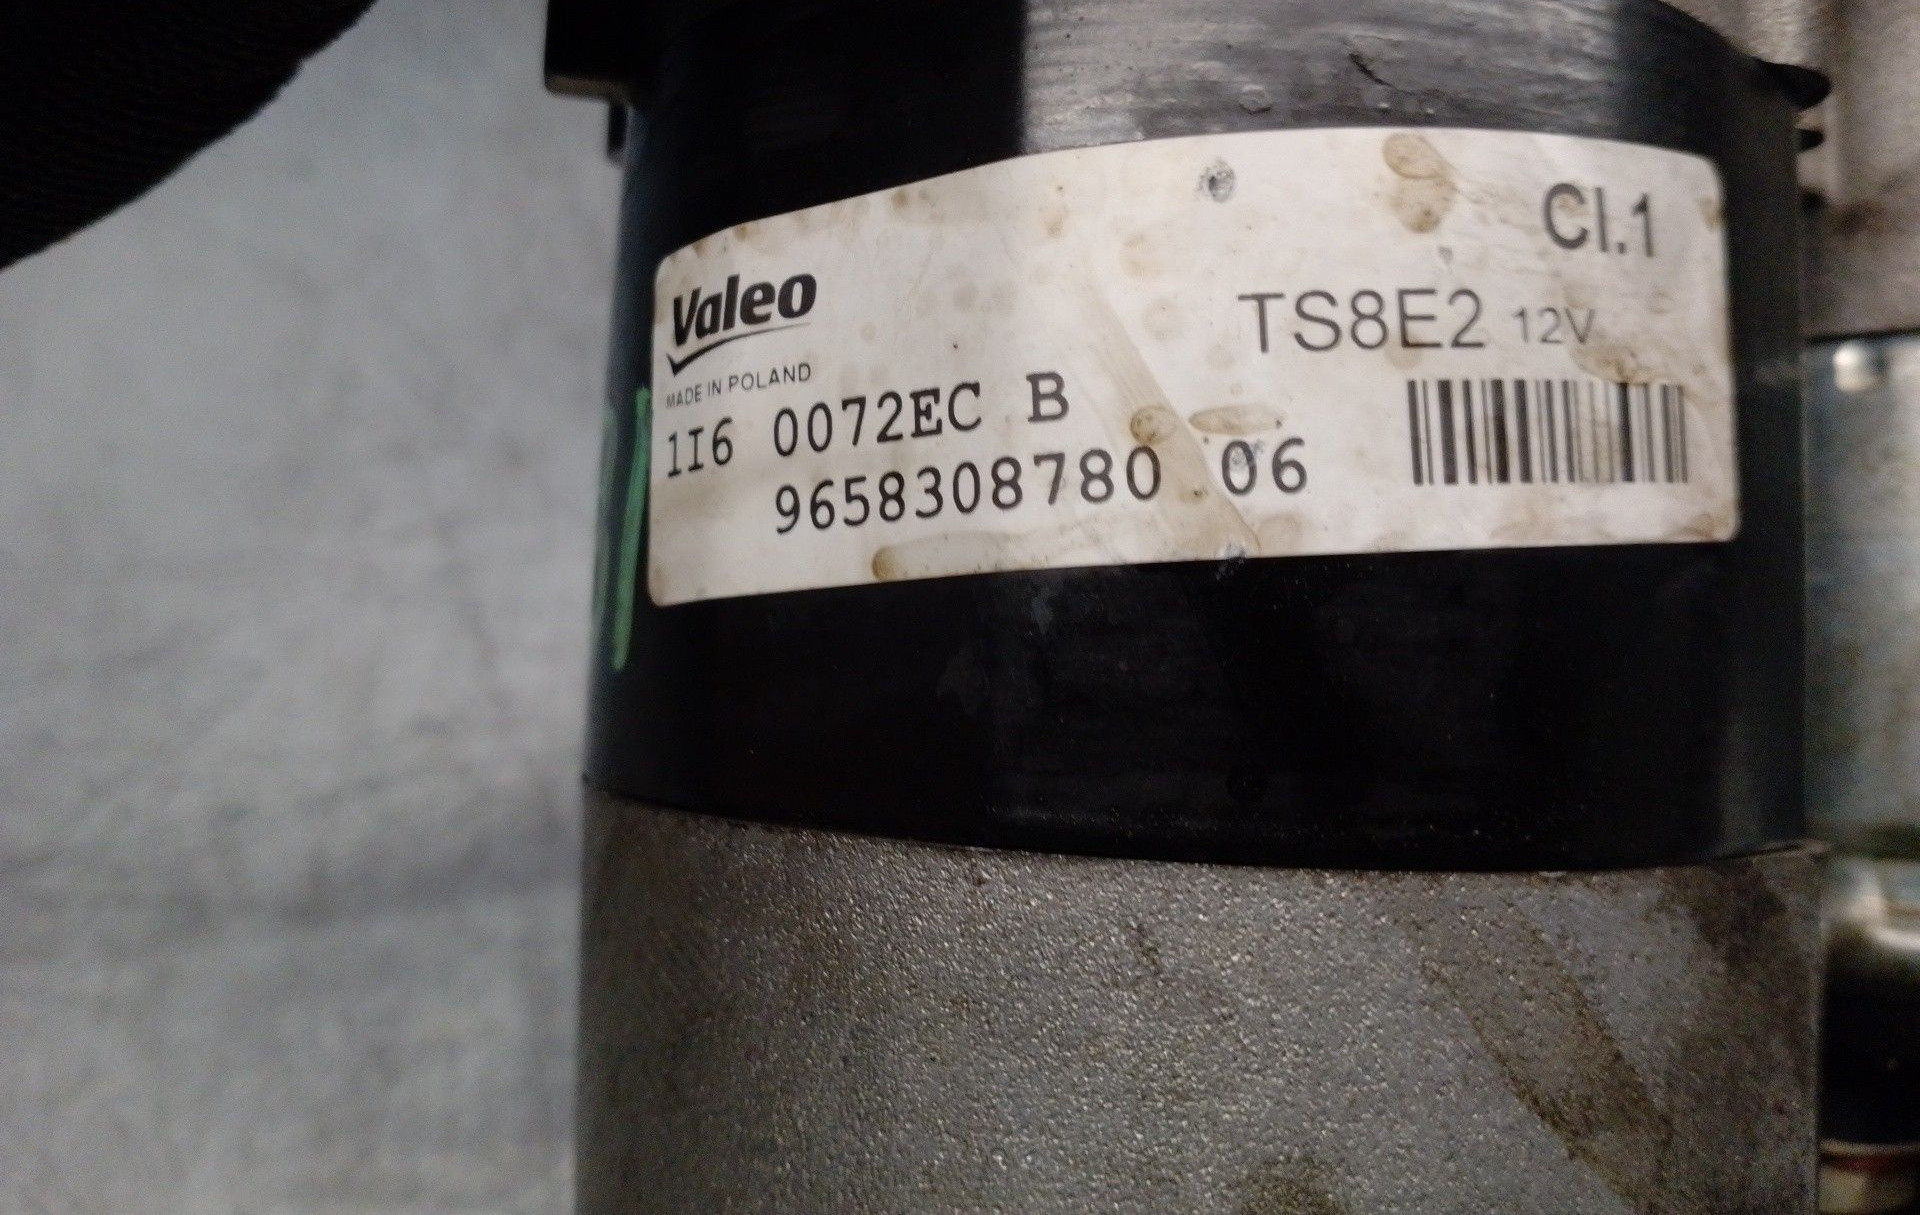 Cl.1
Valeo
TS8E2 12V
MADE IN POLAND
1I6 0072EC B
9658308780 06